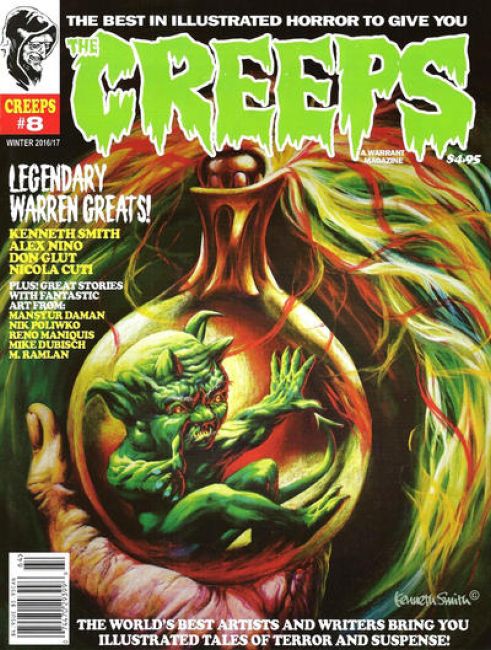 THE BEST IN ILLUSTRATED HORROR TO GIVE YOU
THE
CREEPS
CREEPS
#8
WINTER 2016/17
A WARRANT
MAGAZINE
$4.95
LEGENDARY
WARREN GREATS!
KENNETH SMITH
ALEX NINO
DON GLUT
NICOLA CUTI
PLUS! GREAT STORIES
WITH FANTASTIC
ART FROM:
MANSYUR DAMAN
NIK POLIWKO
RENO MANIQUIS
MIKE DUBISCH
M. RAMLAN
Kenneth Smith ©
THE WORLD'S BEST ARTISTS AND WRITERS BRING YOU
ILLUSTRATED TALES OF TERROR AND SUSPENSE!